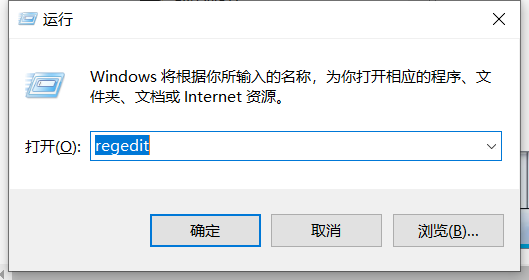 运行
Windows 将根据你所输入的名称，为你打开相应的程序、文
件夹、文档或 Internet 资源。
打开(O): regedit
确定 取消 浏览(B)...